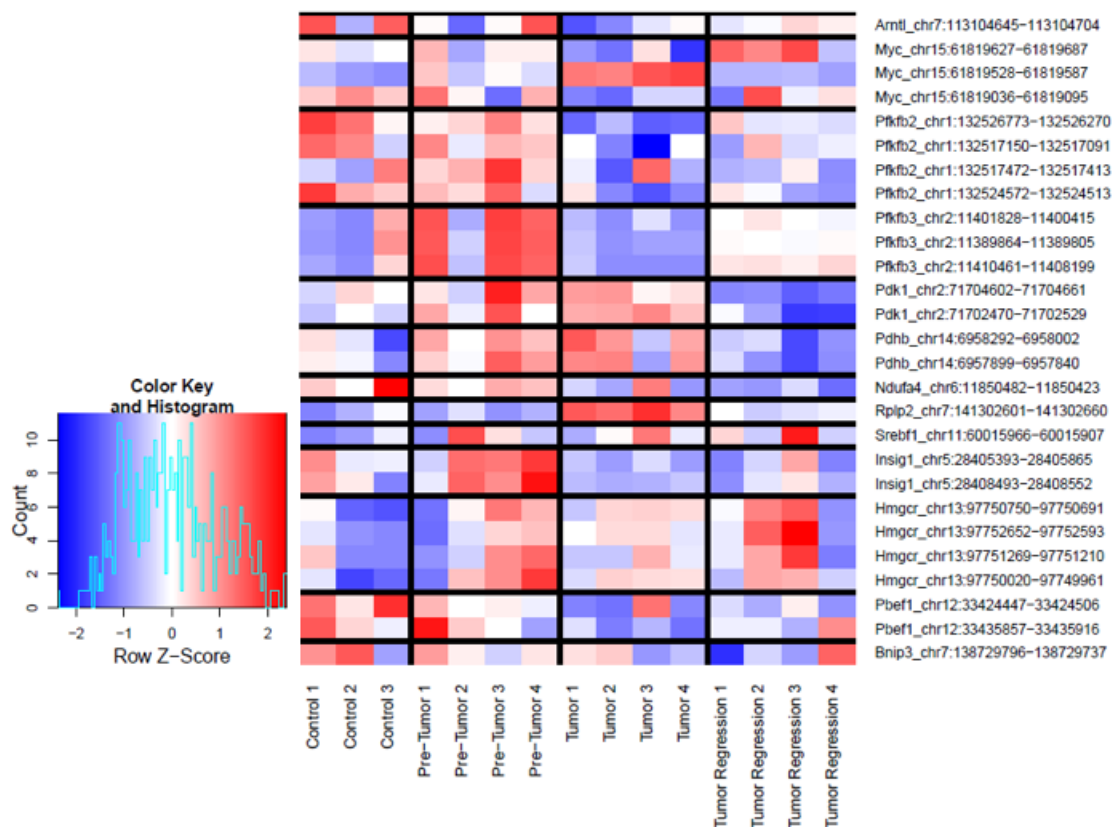 Arntl_chr7:113104645−113104704
Myc_chr15:61819627−61819687
Myc_chr15:61819528−61819587
Myc_chr15:61819036−61819095
Pfkfb2_chr1:132526773−132526270
Pfkfb2_chr1:132517150−132517091
Pfkfb2_chr1:132517472−132517413
Pfkfb2_chr1:132524572−132524513
Pfkfb3_chr2:11401828−11400415
Pfkfb3_chr2:11389864−11389805
Pfkfb3_chr2:11410461−11408199
Pdk1_chr2:71704602−71704661
Pdk1_chr2:71702470−71702529
Pdhb_chr14:6958292−6958002
Pdhb_chr14:6957899−6957840
Ndufa4_chr6:11850482−11850423
Rplp2_chr7:141302601−141302660
Srebf1_chr11:60015966−60015907
Insig1_chr5:28405393−28405865
Insig1_chr5:28408493−28408552
Hmgcr_chr13:97750750−97750691
Hmgcr_chr13:97752652−97752593
Hmgcr_chr13:97751269−97751210
Hmgcr_chr13:97750020−97749961
Pbef1_chr12:33424447−33424506
Pbef1_chr12:33435857−33435916
Bnip3_chr7:138729796−138729737
Color Key
and Histogram
Count
0 2 4 6 8 10
−2 −1 0 1 2
Row Z−Score
Control 1
Control 2
Control 3
Pre−Tumor 1
Pre−Tumor 2
Pre−Tumor 3
Pre−Tumor 4
Tumor 1
Tumor 2
Tumor 3
Tumor 4
Tumor Regression 1
Tumor Regression 2
Tumor Regression 3
Tumor Regression 4